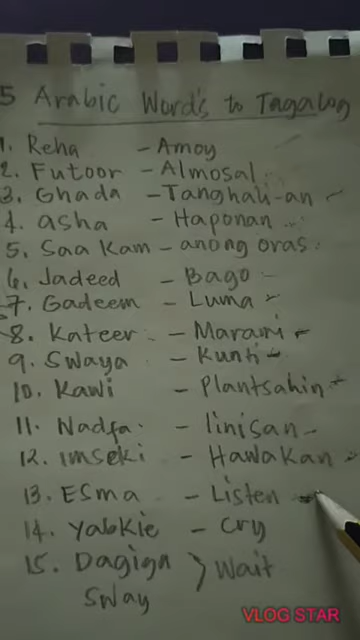 5 Arabic Word's to Tagalog
1. Reha - Amoy
2. Futoor - Almosal
3. Ghada - Tanghali-an
4. asha - Haponan
5. Saa Kam - anong oras
6. Jadeed - Bago
7. Gadeem - Luma
8. Kateer - Marami
9. Swaya - Kunti
10. Kawi - Plantsahin
11. Nadfa - linisan
12. imseki - Hawakan
13. Esma - Listen
14. Yabkie - Cry
15. Dagiga } Wait
Sway
VLOG STAR